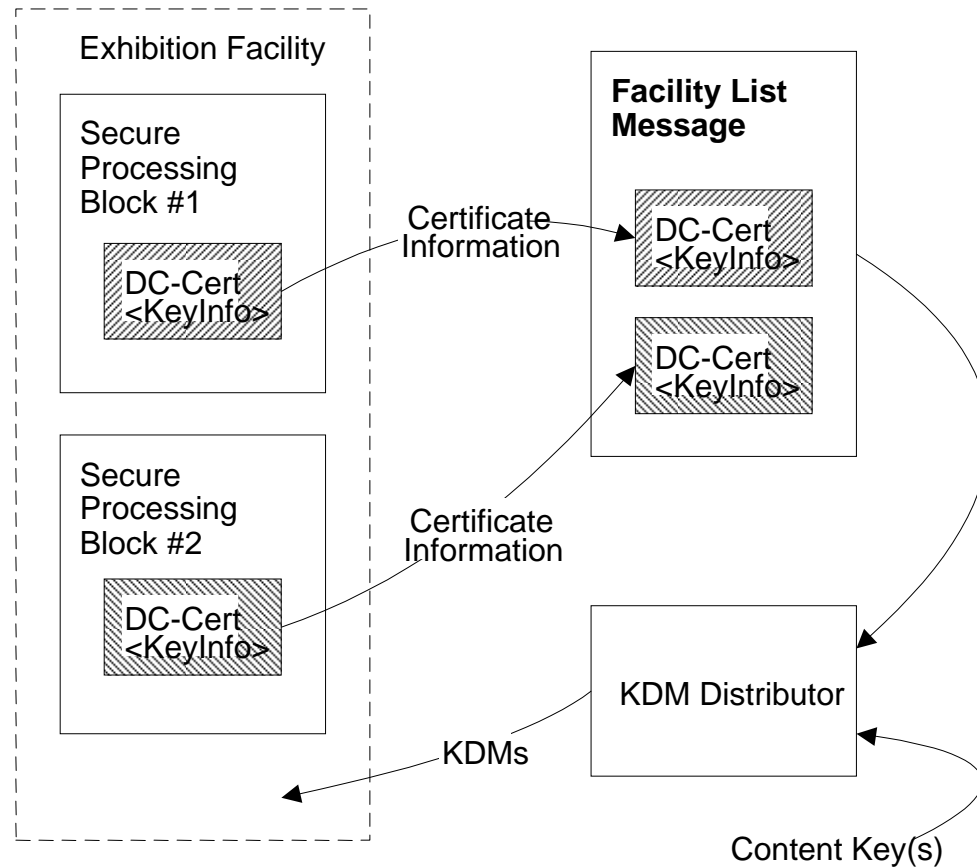 Exhibition Facility
Secure
Processing
Block #1
DC-Cert
<KeyInfo>
Secure
Processing
Block #2
DC-Cert
<KeyInfo>
Certificate
Information
Certificate
Information
KDMs
Facility List
Message
DC-Cert
<KeyInfo>
DC-Cert
<KeyInfo>
KDM Distributor
Content Key(s)